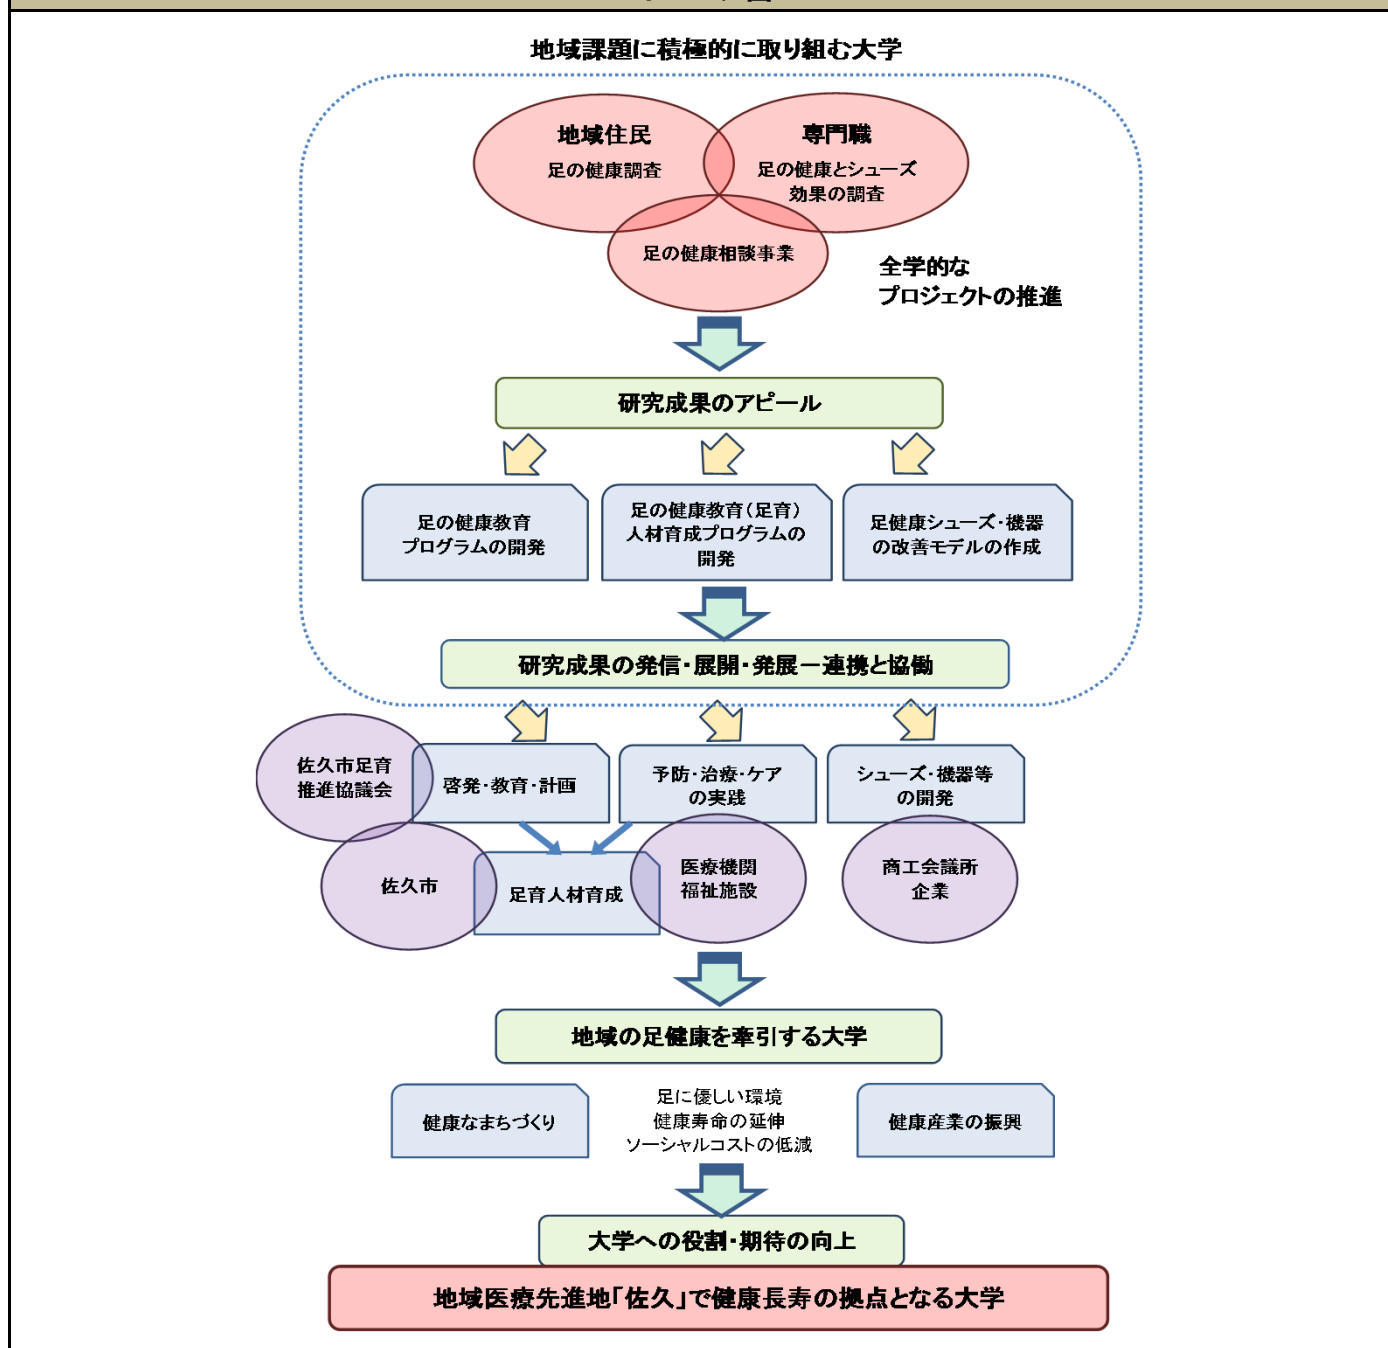 地域課題に積極的に取り組む大学
地域住民
足の健康調査
専門職
足の健康とシューズ
効果の調査
足の健康相談事業
全学的な
プロジェクトの推進
研究成果のアピール
足の健康教育
プログラムの開発
足の健康教育(足育)
人材育成プログラムの
開発
足健康シューズ・機器
の改善モデルの作成
研究成果の発信・展開・発展－連携と協働
佐久市足育
推進協議会
啓発・教育・計画
予防・治療・ケア
の実践
シューズ・機器等
の開発
佐久市
足育人材育成
医療機関
福祉施設
商工会議所
企業
地域の足健康を牽引する大学
健康なまちづくり
足に優しい環境
健康寿命の延伸
ソーシャルコストの低減
健康産業の振興
大学への役割・期待の向上
地域医療先進地「佐久」で健康長寿の拠点となる大学